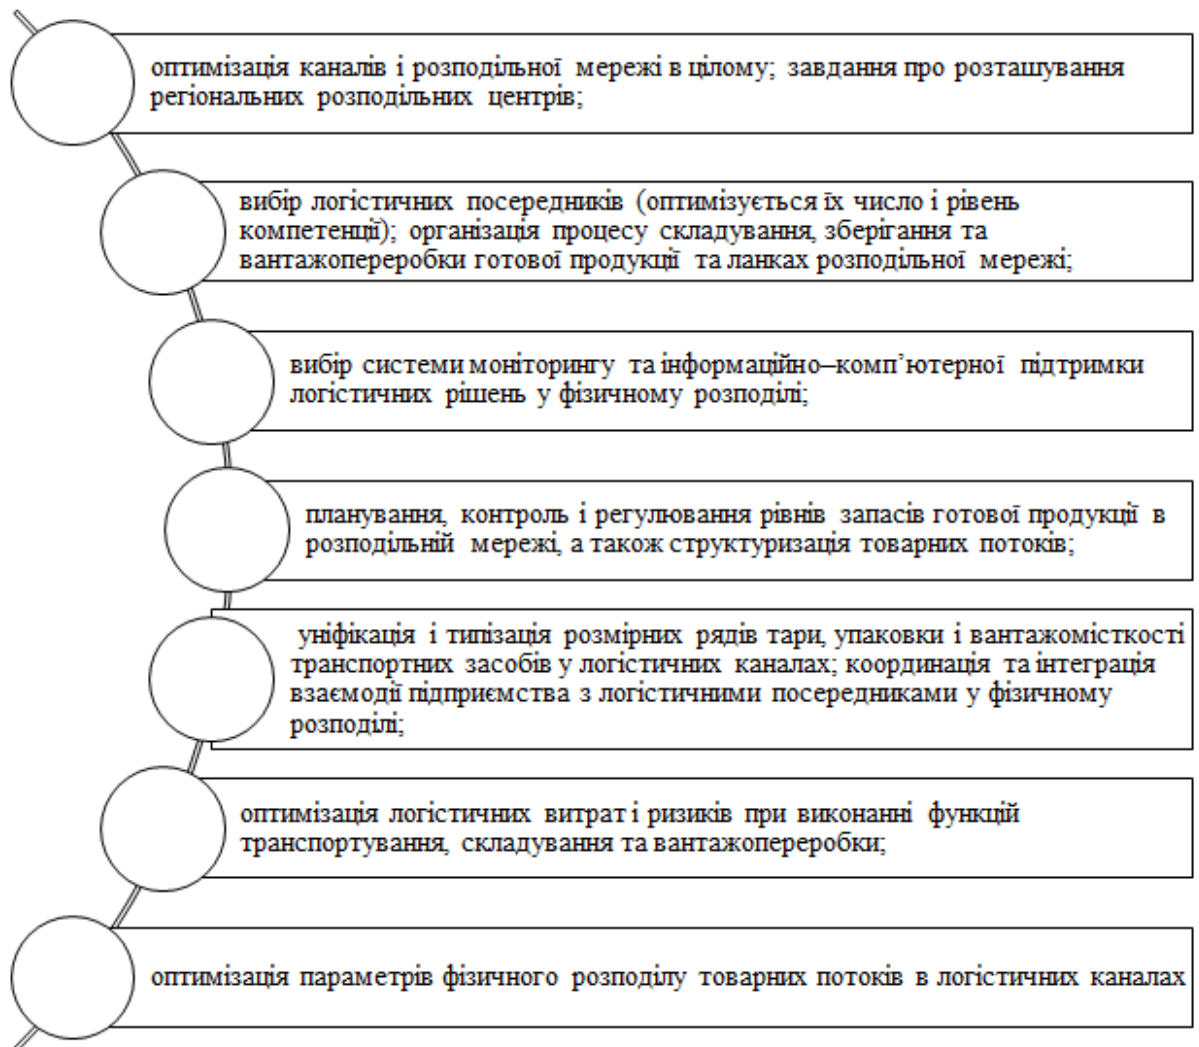 оптимізація каналів і розподільної мережі в цілому; завдання про розташування
регіональних розподільних центрів;
вибір логістичних посередників (оптимізується їх число і рівень
компетенції); організація процесу складування, зберігання та
вантажопереробки готової продукції та ланках розподільної мережі;
вибір системи моніторингу та інформаційно–комп’ютерної підтримки
логістичних рішень у фізичному розподілі;
планування, контроль і регулювання рівнів запасів готової продукції в
розподільній мережі, а також структуризація товарних потоків;
уніфікація і типізація розмірних рядів тари, упаковки і вантажомісткості
транспортних засобів у логістичних каналах; координація та інтеграція
взаємодії підприємства з логістичними посередниками у фізичному
розподілі;
оптимізація логістичних витрат і ризиків при виконанні функцій
транспортування, складування та вантажопереробки;
оптимізація параметрів фізичного розподілу товарних потоків в логістичних каналах